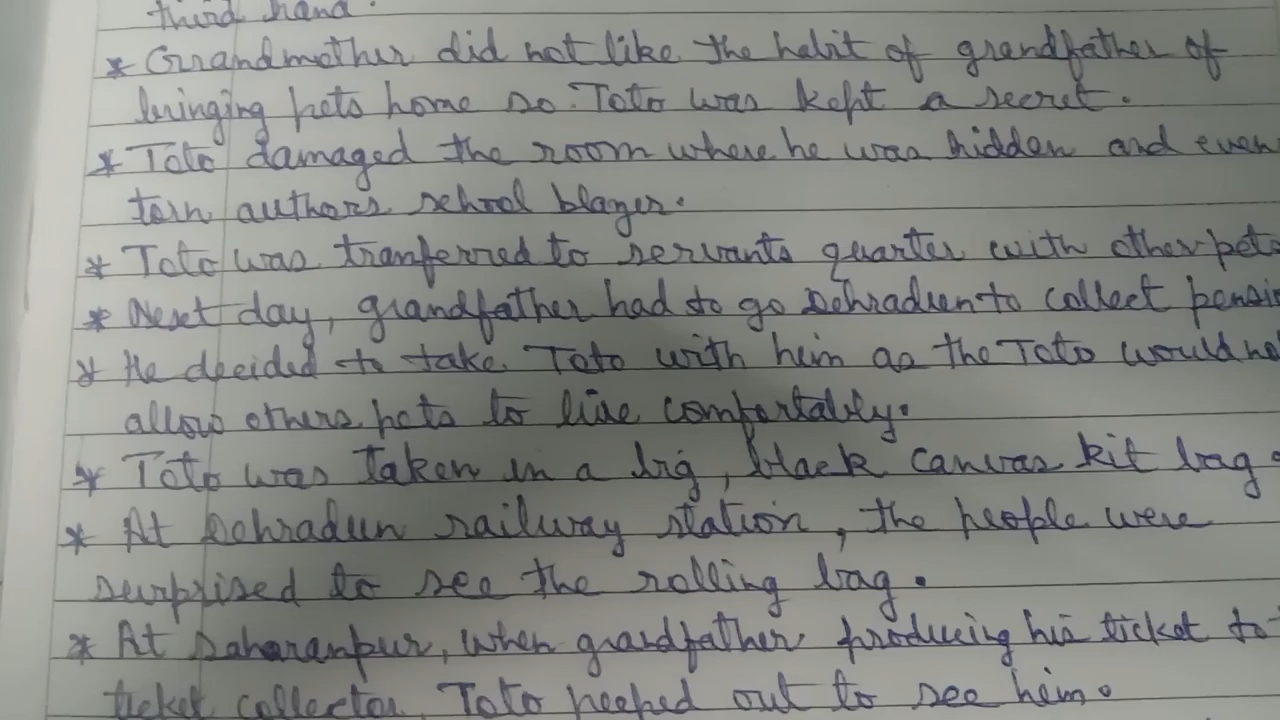 third hand.
* Grandmother did not like the habit of grandfather of
bringing pets home so Toto was kept a secret.
* Toto damaged the room where he was hidden and even
torn authors school blazer.
* Toto was tranferred to servants quarter with other pets
* Next day, grandfather had to go Dehradun to collect pensi
* He decided to take Toto with him as the Toto would no
allow others pets to live comfortably.
* Toto was taken in a big, black canvas kit bag.
* At Dehradun railway station, the people were
surprised to see the rolling bag.
* At Saharanpur, when grandfather producing his ticket to
ticket collector, Toto peeped out to see him.